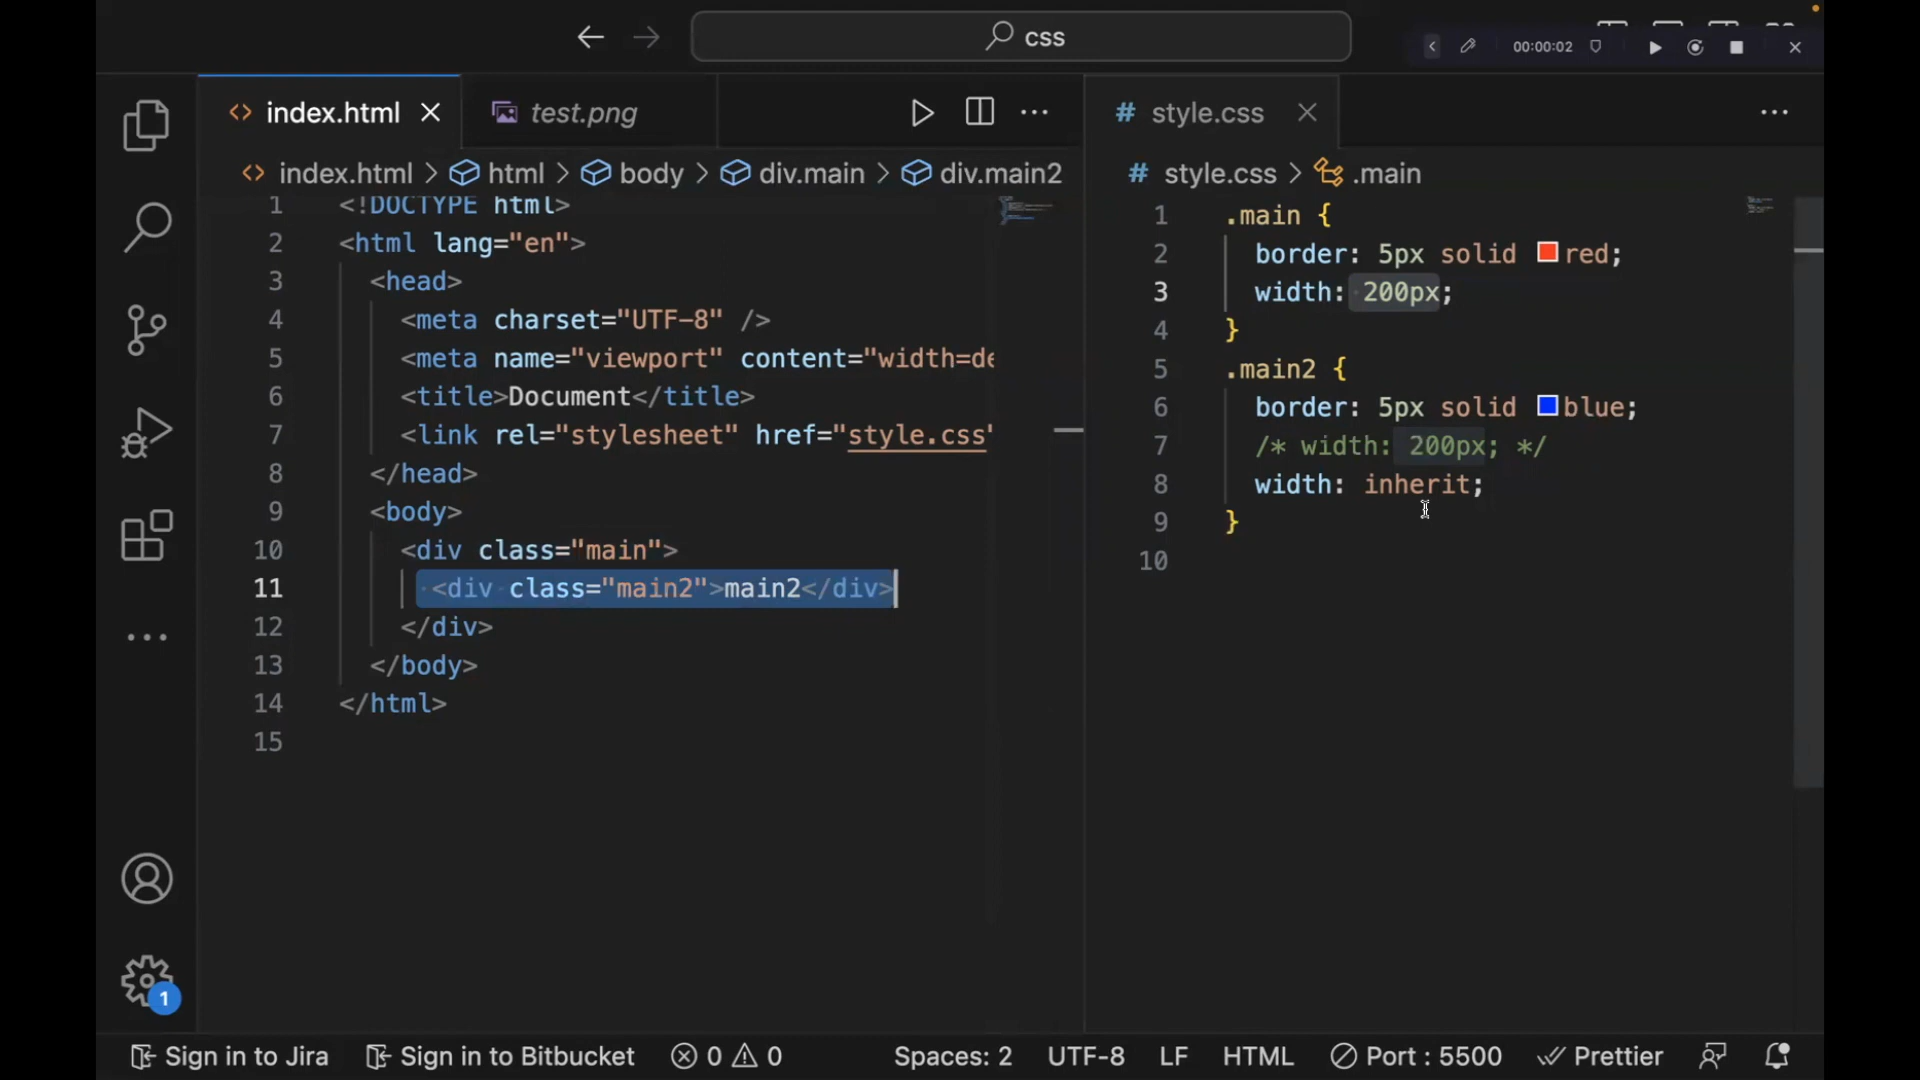 css
00:00:02
index.html
test.png
style.css
index.html > html > body > div.main > div.main2
style.css > .main
1 <!DOCTYPE html>
2 <html lang="en">
3 <head>
4 <meta charset="UTF-8" />
5 <meta name="viewport" content="width=de
6 <title>Document</title>
7 <link rel="stylesheet" href="style.css"
8 </head>
9 <body>
10 <div class="main">
11 <div class="main2">main2</div>
12 </div>
13 </body>
14 </html>
15
1 .main {
2 border: 5px solid red;
3 width: 200px;
4 }
5 .main2 {
6 border: 5px solid blue;
7 /* width: 200px; */
8 width: inherit;
9 }
10
1
Sign in to Jira
Sign in to Bitbucket
0
0
Spaces: 2
UTF-8
LF
HTML
Port : 5500
Prettier